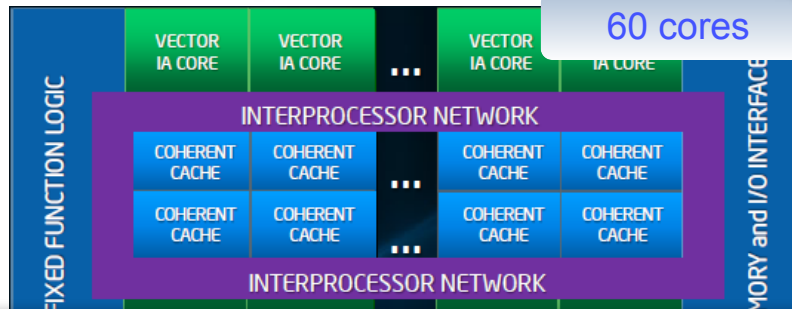 60 cores
VECTOR
IA CORE
VECTOR
IA CORE
...
VECTOR
IA CORE
IA CORE
FIXED FUNCTION LOGIC
INTERPROCESSOR NETWORK
COHERENT
CACHE
COHERENT
CACHE
...
COHERENT
CACHE
COHERENT
CACHE
COHERENT
CACHE
COHERENT
CACHE
...
COHERENT
CACHE
COHERENT
CACHE
INTERPROCESSOR NETWORK
MORY and I/O INTERFACE